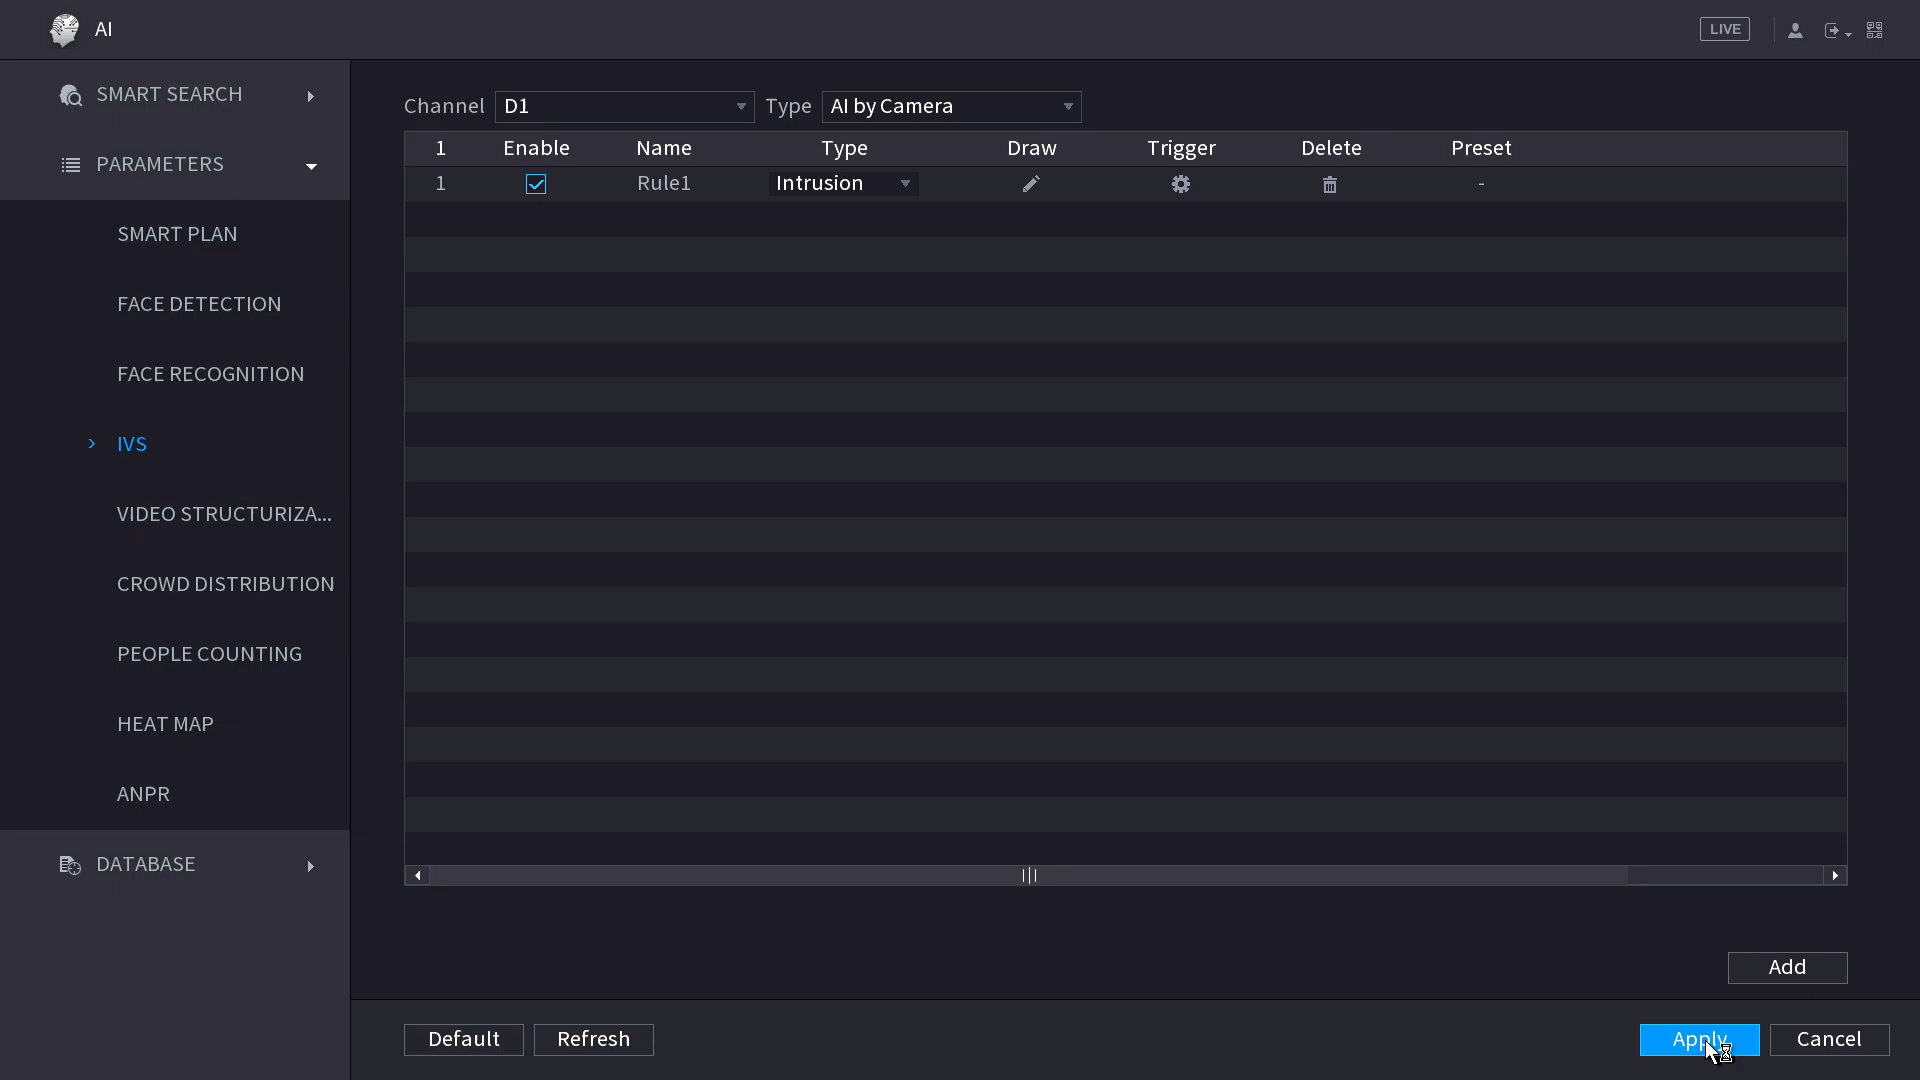 AI
LIVE
SMART SEARCH
PARAMETERS
SMART PLAN
FACE DETECTION
FACE RECOGNITION
IVS
VIDEO STRUCTURIZA...
CROWD DISTRIBUTION
PEOPLE COUNTING
HEAT MAP
ANPR
DATABASE
Channel D1 Type AI by Camera
1 Enable Name Type Draw Trigger Delete Preset
1 Rule1 Intrusion -
Add
Default Refresh Apply Cancel